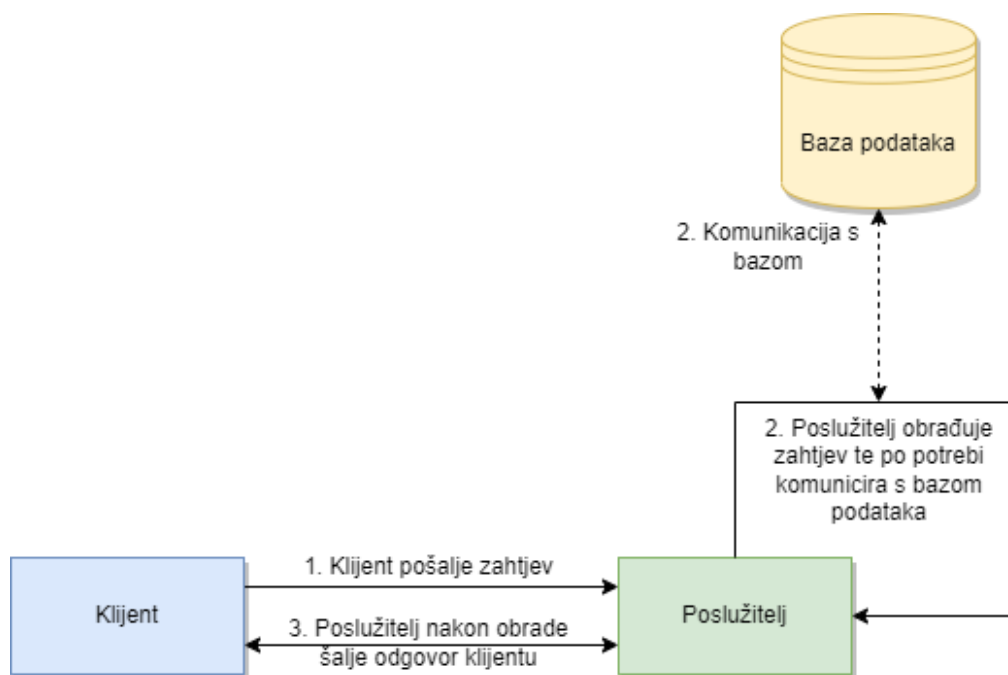 Baza podataka
2. Komunikacija s
bazom
2. Poslužitelj obrađuje
zahtjev te po potrebi
komunicira s bazom
podataka
1. Klijent pošalje zahtjev
Klijent
Poslužitelj
3. Poslužitelj nakon obrade
šalje odgovor klijentu